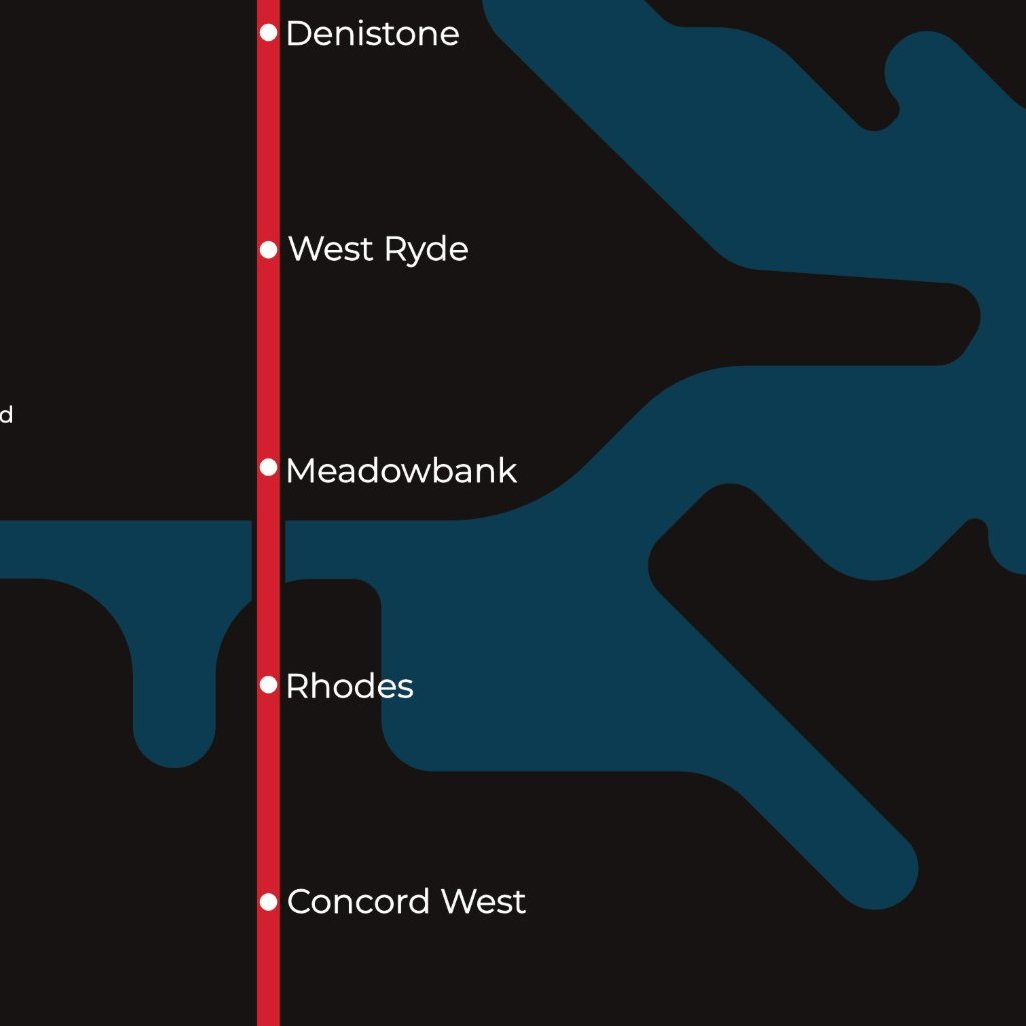 Denistone
West Ryde
d
Meadowbank
Rhodes
Concord West